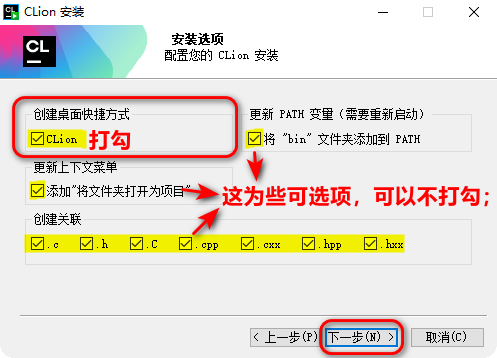 CLion 安装
CL
安装选项
配置您的 CLion 安装
创建桌面快捷方式
CLion 打勾
更新 PATH 变量（需要重新启动）
将 "bin" 文件夹添加到 PATH
更新上下文菜单
添加"将文件夹打开为项目"
这为些可选项，可以不打勾；
创建关联
.c .h .C .cpp .cxx .hpp .hxx
< 上一步(P) 下一步(N) > 取消(C)